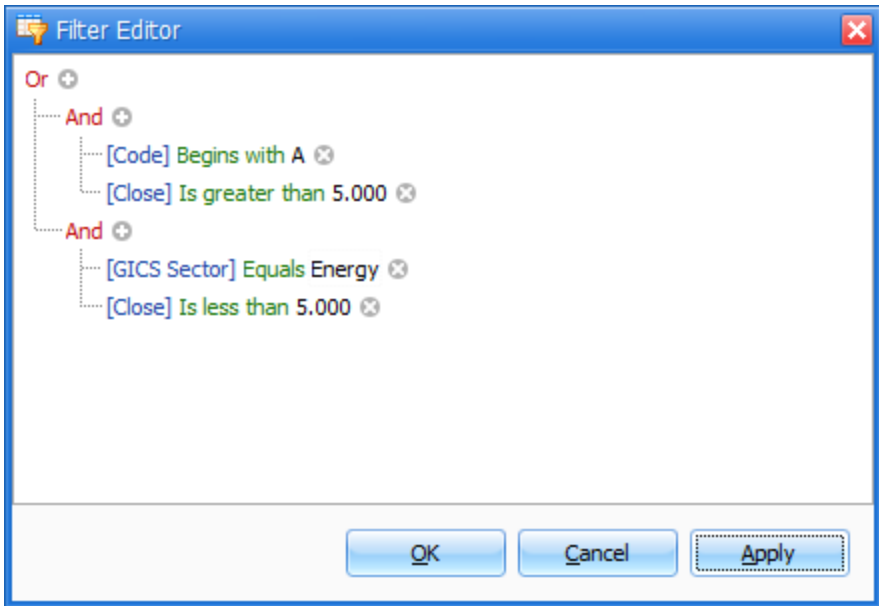 Filter Editor
Or
And
[Code] Begins with A
[Close] Is greater than 5.000
And
[GICS Sector] Equals Energy
[Close] Is less than 5.000
OK Cancel Apply